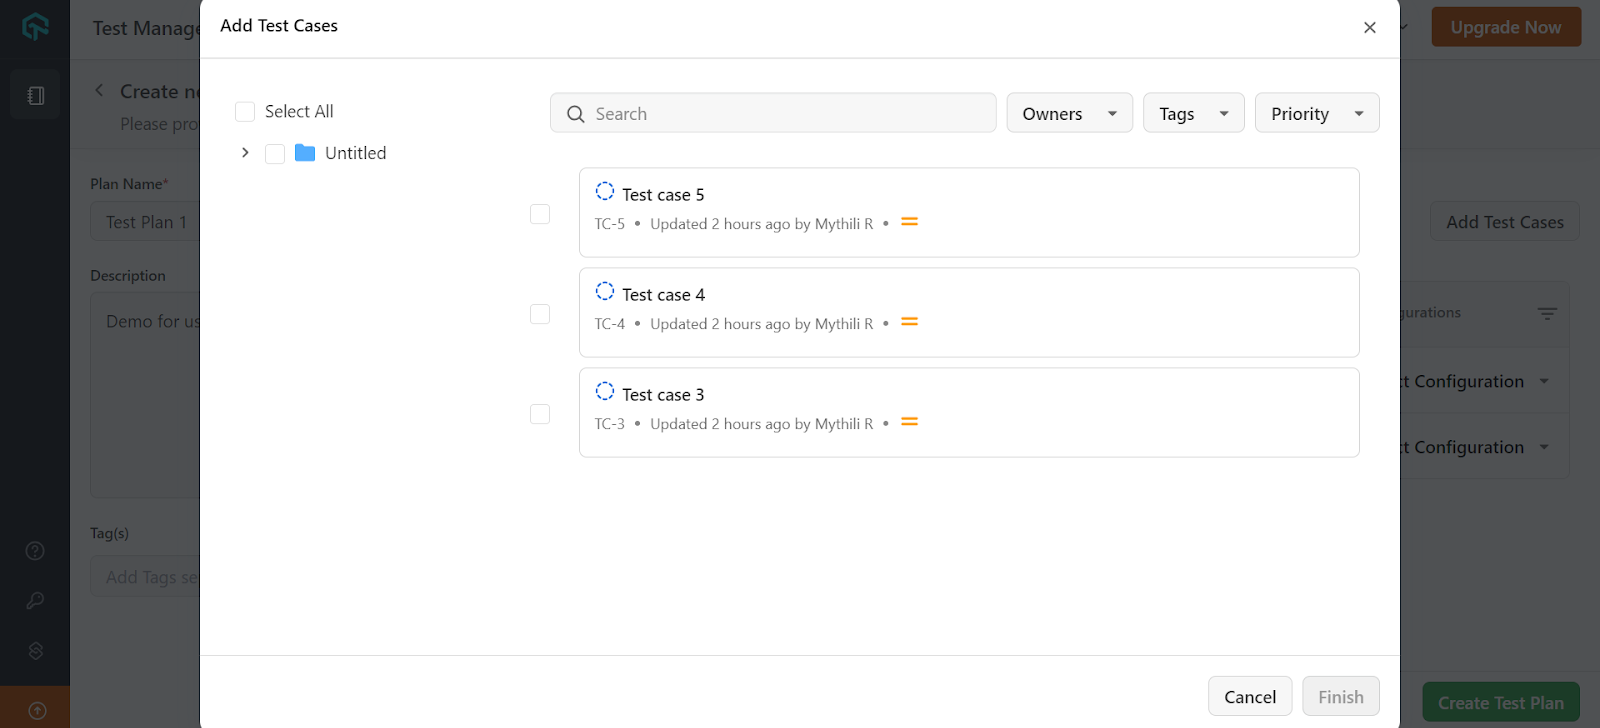 Test Manage
Add Test Cases
Upgrade Now
Create ne
Please pro
Select All
Search
Owners
Tags
Priority
Untitled
Plan Name*
Test Plan 1
Add Test Cases
Test case 5
TC-5 • Updated 2 hours ago by Mythili R •
Description
Demo for us
Test case 4
TC-4 • Updated 2 hours ago by Mythili R •
gurations
Test case 3
TC-3 • Updated 2 hours ago by Mythili R •
ct Configuration
ct Configuration
Tag(s)
Add Tags se
Cancel
Finish
Create Test Plan